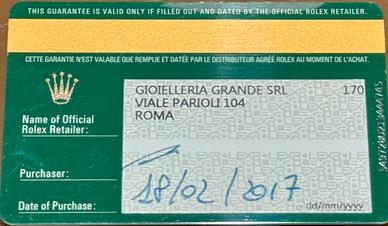 THIS GUARANTEE IS VALID ONLY IF FILLED OUT AND DATED BY THE OFFICIAL ROLEX RETAILER.
CETTE GARANTIE N'EST VALABLE QUE REMPLIE ET DATÉE PAR LE DISTRIBUTEUR AGRÉÉ ROLEX AU MOMENT DE L'ACHAT.
GIOIELLERIA GRANDE SRL 170
VIALE PARIOLI 104
ROMA
Name of Official
Rolex Retailer:
Purchaser:
18/02/2017
Date of Purchase:
dd/mm/yyyy